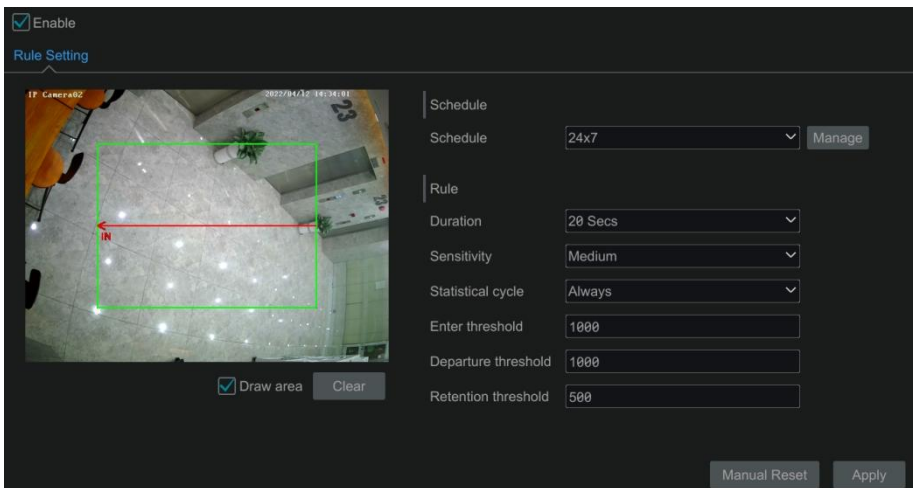 Enable
Rule Setting
IP Camera02 2022/04/12 14:34:01
23
23
IN
Draw area Clear
Schedule
Schedule 24x7 Manage
Rule
Duration 20 Secs
Sensitivity Medium
Statistical cycle Always
Enter threshold 1000
Departure threshold 1000
Retention threshold 500
Manual Reset Apply